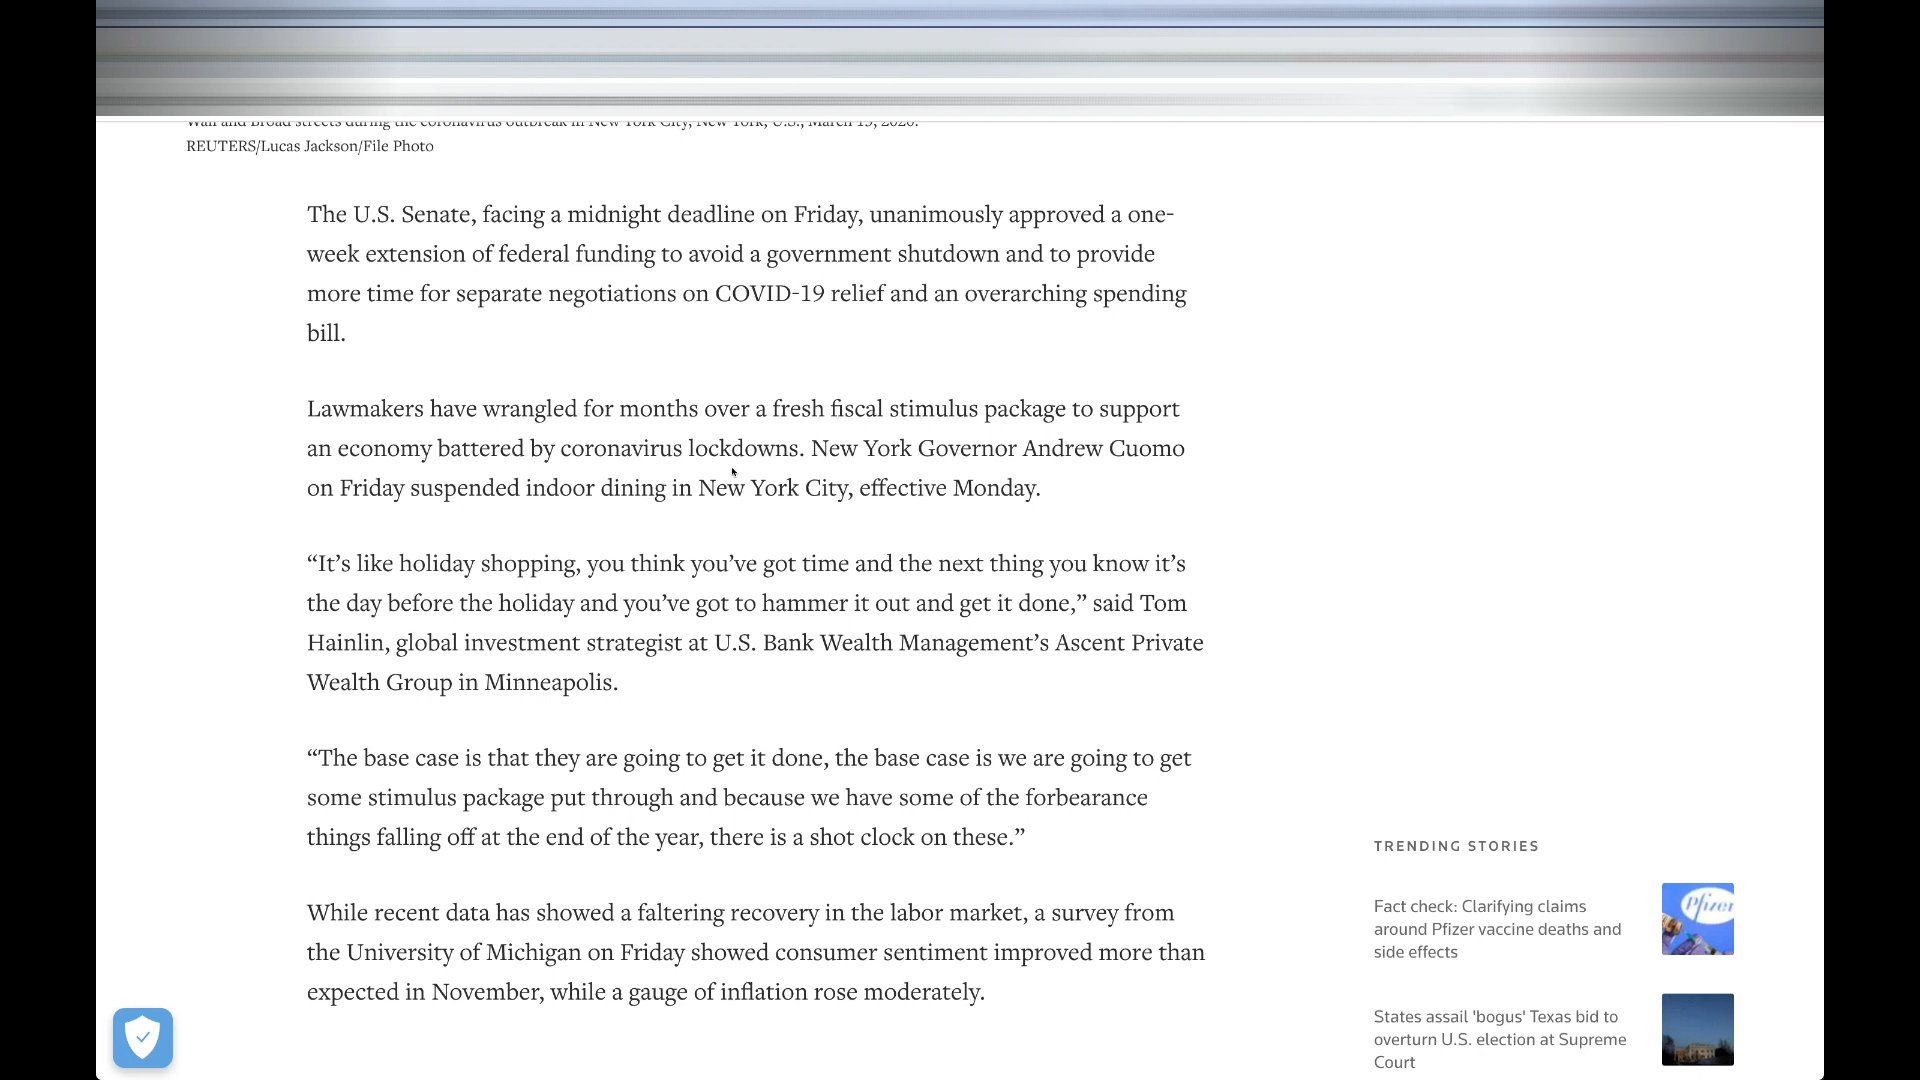 Wall and Broad streets during the coronavirus outbreak in New York City, New York, U.S., March 13, 2020.
REUTERS/Lucas Jackson/File Photo
The U.S. Senate, facing a midnight deadline on Friday, unanimously approved a one-
week extension of federal funding to avoid a government shutdown and to provide
more time for separate negotiations on COVID-19 relief and an overarching spending
bill.
Lawmakers have wrangled for months over a fresh fiscal stimulus package to support
an economy battered by coronavirus lockdowns. New York Governor Andrew Cuomo
on Friday suspended indoor dining in New York City, effective Monday.
“It’s like holiday shopping, you think you’ve got time and the next thing you know it’s
the day before the holiday and you’ve got to hammer it out and get it done,” said Tom
Hainlin, global investment strategist at U.S. Bank Wealth Management’s Ascent Private
Wealth Group in Minneapolis.
“The base case is that they are going to get it done, the base case is we are going to get
some stimulus package put through and because we have some of the forbearance
things falling off at the end of the year, there is a shot clock on these.”
While recent data has showed a faltering recovery in the labor market, a survey from
the University of Michigan on Friday showed consumer sentiment improved more than
expected in November, while a gauge of inflation rose moderately.
TRENDING STORIES
Fact check: Clarifying claims
around Pfizer vaccine deaths and
side effects
Pfizer
States assail 'bogus' Texas bid to
overturn U.S. election at Supreme
Court